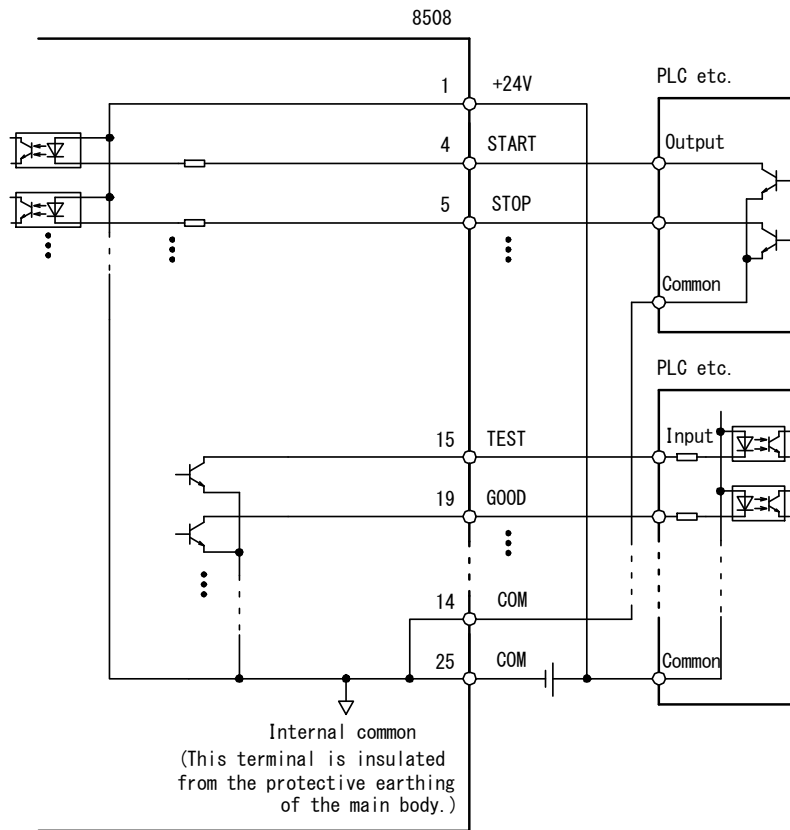 8508
1 +24V
PLC etc.
4 START
Output
5 STOP
Common
PLC etc.
15 TEST
Input
19 GOOD
14 COM
25 COM
Common
Internal common
(This terminal is insulated
from the protective earthing
of the main body.)